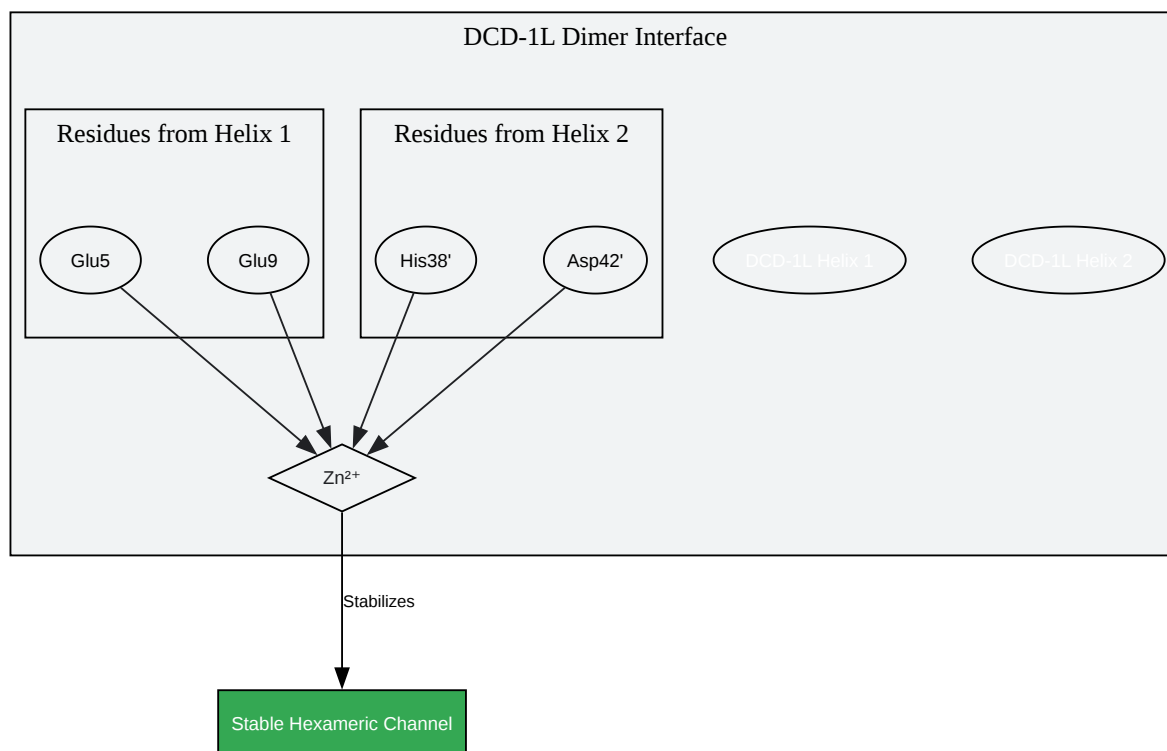 DCD-1L Dimer Interface
Residues from Helix 1
Residues from Helix 2
Glu5
Glu9
His38'
Asp42'
DCD-1L Helix 1
DCD-1L Helix 2
Zn²⁺
Stabilizes
Stable Hexameric Channel